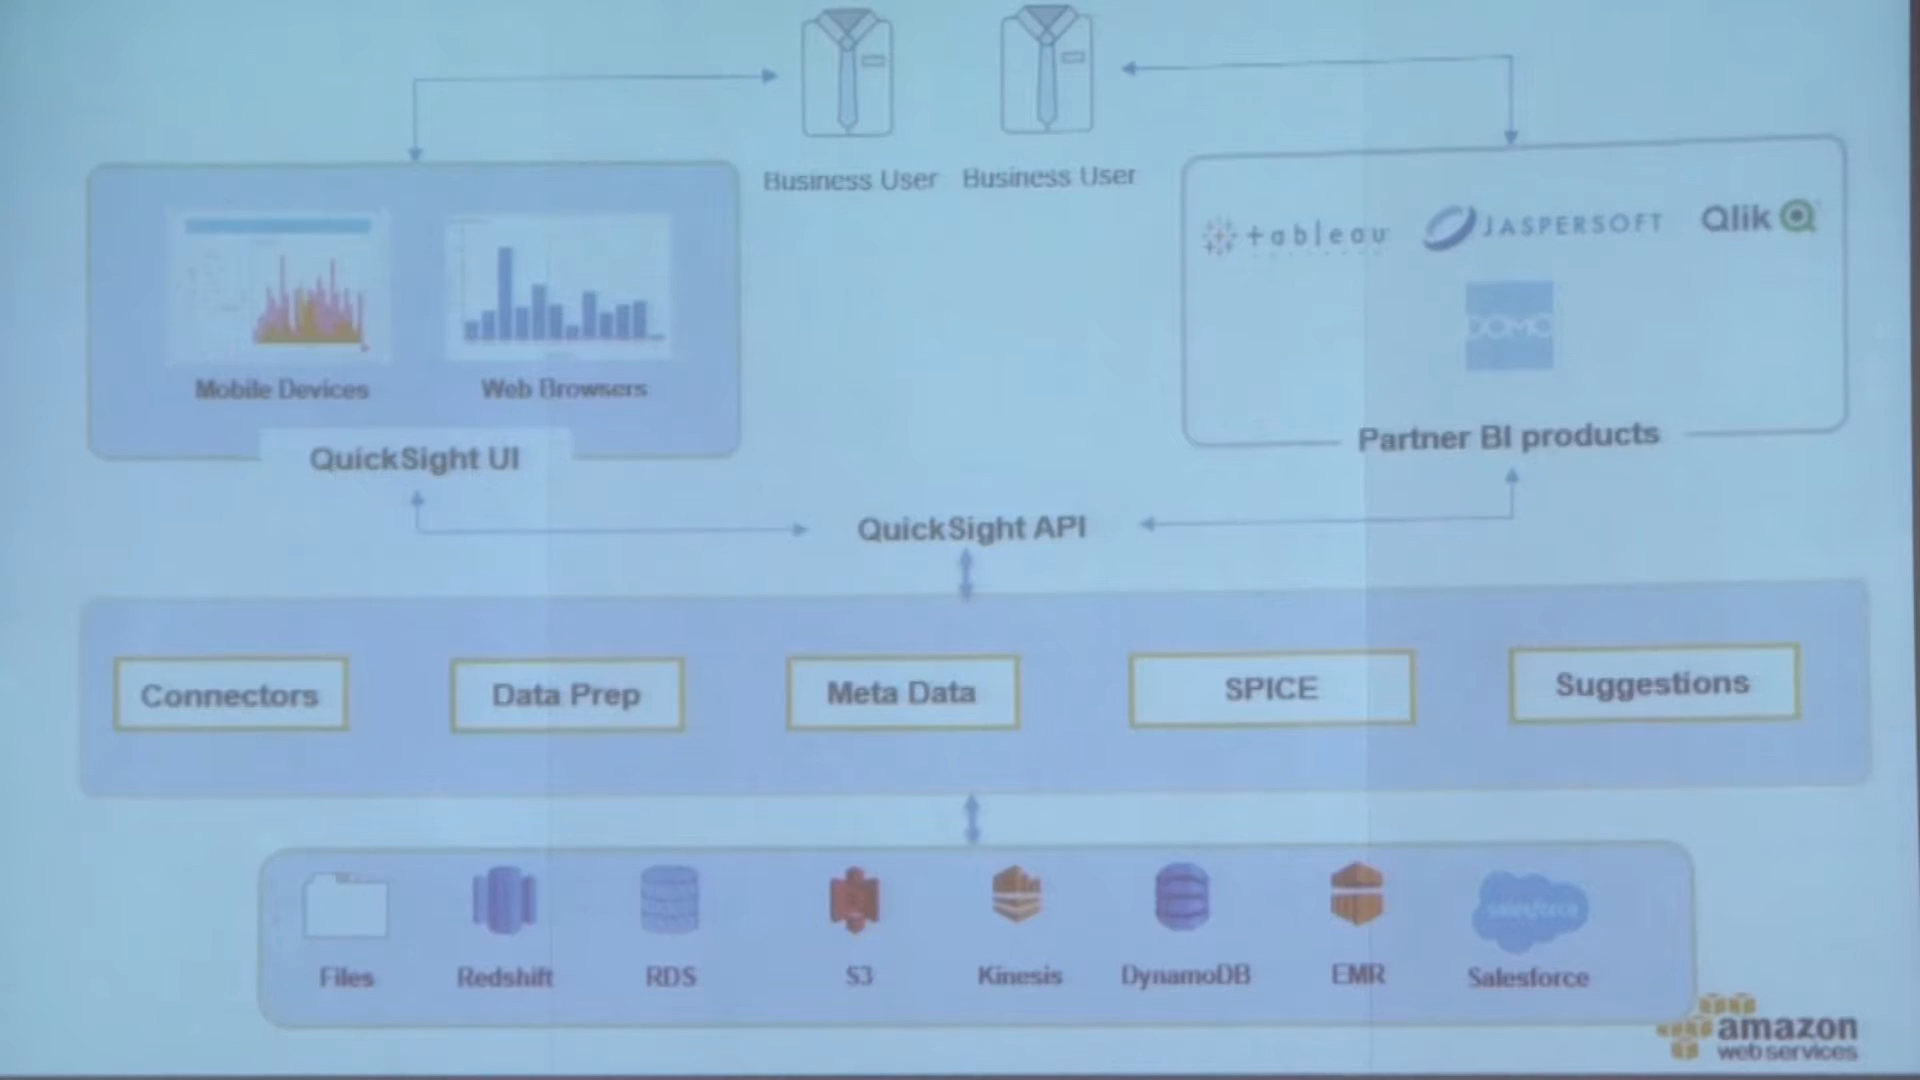 Business User
Business User
tableau
JASPERSOFT
Qlik
DOMO
Mobile Devices
Web Browsers
QuickSight UI
Partner BI products
QuickSight API
Connectors
Data Prep
Meta Data
SPICE
Suggestions
salesforce
Files
Redshift
RDS
S3
Kinesis
DynamoDB
EMR
Salesforce
amazon
web services